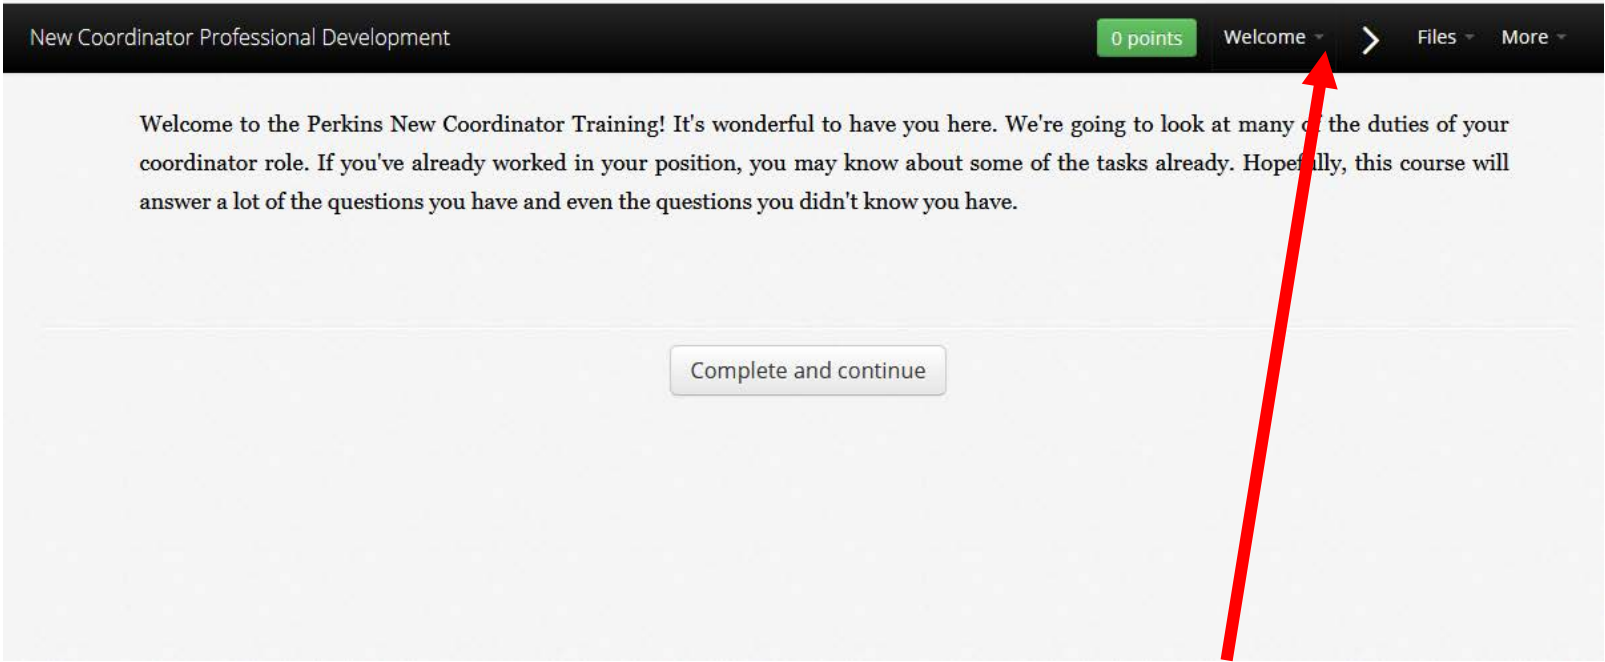 New Coordinator Professional Development 0 points Welcome Files More
Welcome to the Perkins New Coordinator Training! It's wonderful to have you here. We're going to look at many of the duties of your
coordinator role. If you've already worked in your position, you may know about some of the tasks already. Hopefully, this course will
answer a lot of the questions you have and even the questions you didn't know you have.
Complete and continue